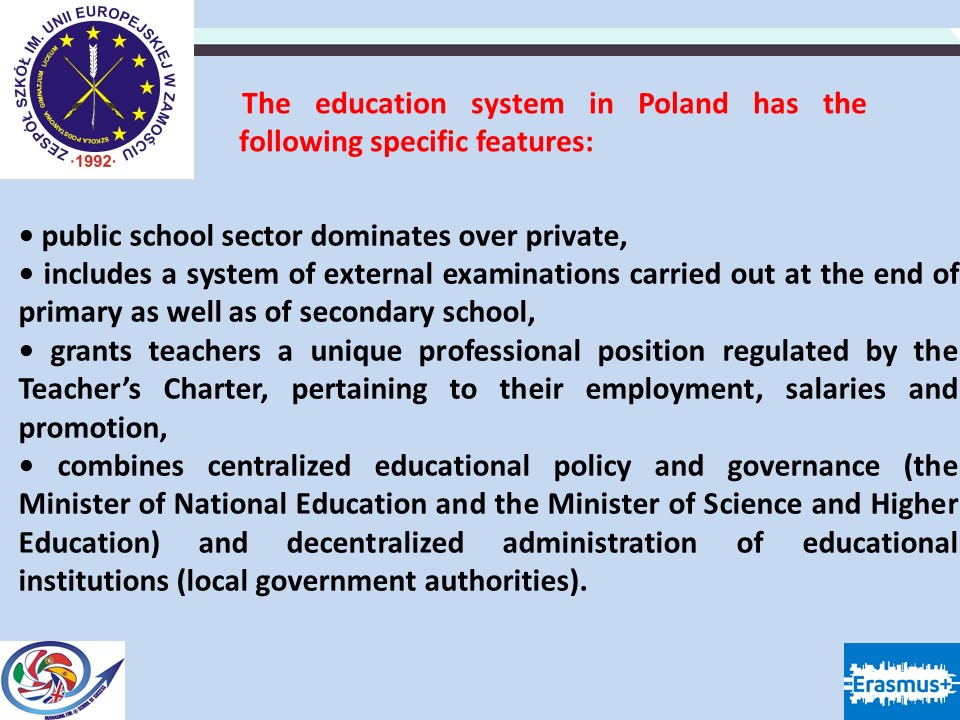 ZESPÓŁ SZKÓŁ IM. UNII EUROPEJSKIEJ W ZAMOŚCIU
SZKOŁA PODSTAWOWA GIMNAZJUM LICEUM
·1992·
The education system in Poland has the
following specific features:
• public school sector dominates over private,
• includes a system of external examinations carried out at the end of
primary as well as of secondary school,
• grants teachers a unique professional position regulated by the
Teacher’s Charter, pertaining to their employment, salaries and
promotion,
• combines centralized educational policy and governance (the
Minister of National Education and the Minister of Science and Higher
Education) and decentralized administration of educational
institutions (local government authorities).
Erasmus+